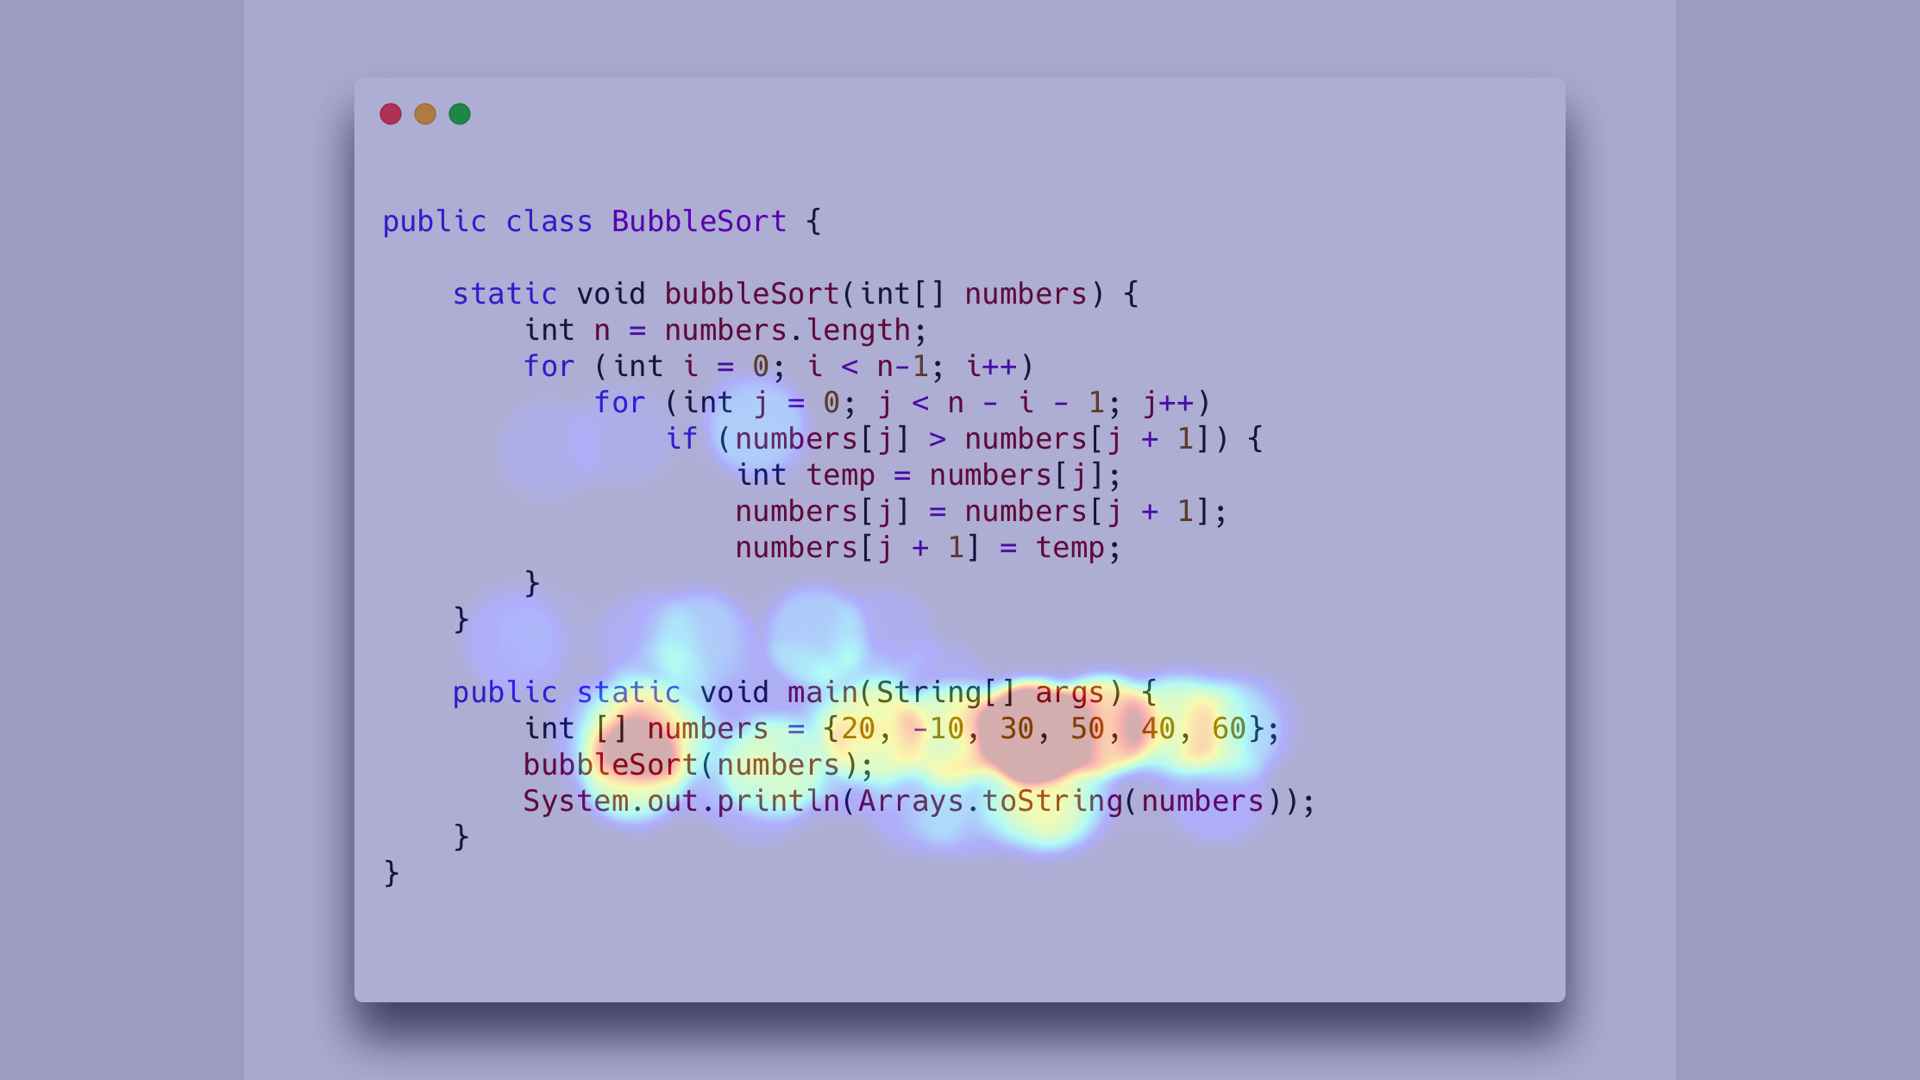 public class BubbleSort {
static void bubbleSort(int[] numbers) {
int n = numbers.length;
for (int i = 0; i < n-1; i++)
for (int j = 0; j < n - i - 1; j++)
if (numbers[j] > numbers[j + 1]) {
int temp = numbers[j];
numbers[j] = numbers[j + 1];
numbers[j + 1] = temp;
}
}
public static void main(String[] args) {
int [] numbers = {20, -10, 30, 50, 40, 60};
bubbleSort(numbers);
System.out.println(Arrays.toString(numbers));
}
}